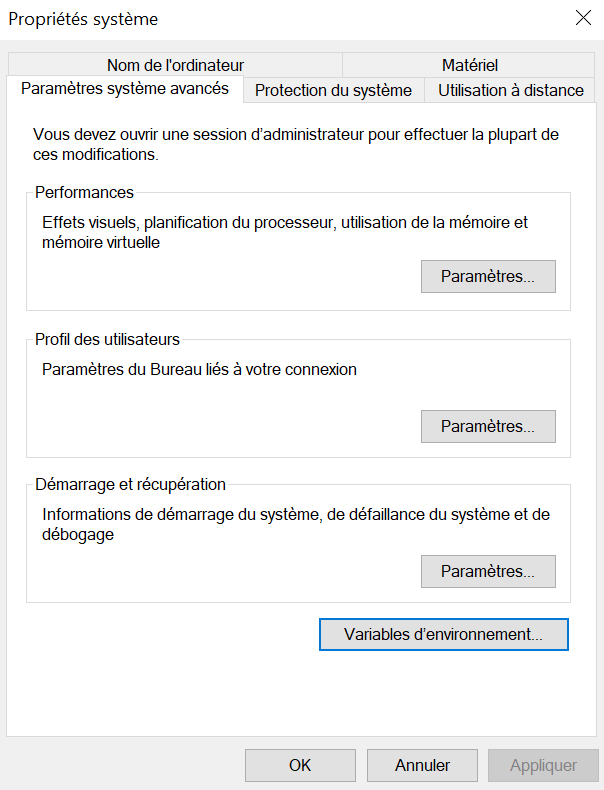 Propriétés système
Nom de l'ordinateur
Matériel
Paramètres système avancés
Protection du système
Utilisation à distance
Vous devez ouvrir une session d’administrateur pour effectuer la plupart de
ces modifications.
Performances
Effets visuels, planification du processeur, utilisation de la mémoire et
mémoire virtuelle
Paramètres...
Profil des utilisateurs
Paramètres du Bureau liés à votre connexion
Paramètres...
Démarrage et récupération
Informations de démarrage du système, de défaillance du système et de
débogage
Paramètres...
Variables d’environnement...
OK
Annuler
Appliquer